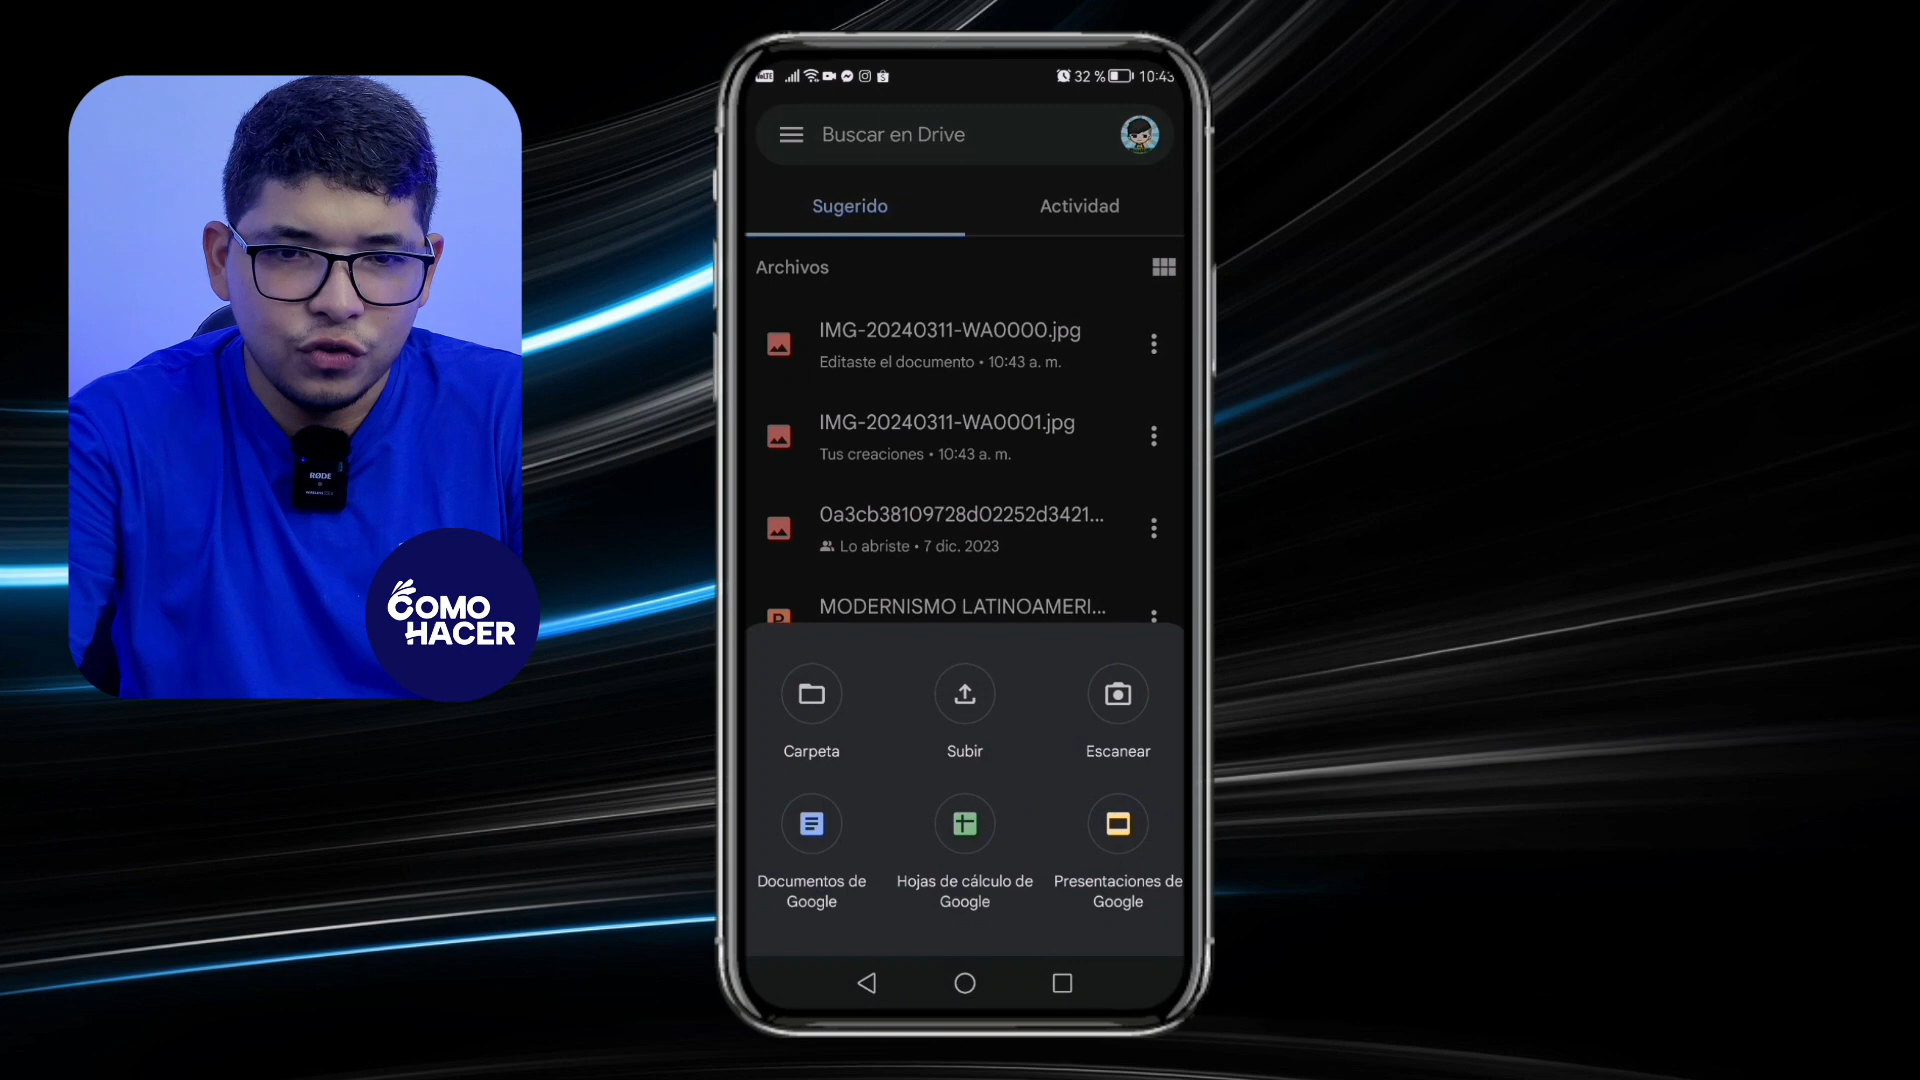 VoLTE
32 %
10:43
Buscar en Drive
Sugerido
Actividad
Archivos
IMG-20240311-WA0000.jpg
Editaste el documento • 10:43 a. m.
IMG-20240311-WA0001.jpg
Tus creaciones • 10:43 a. m.
0a3cb38109728d02252d3421...
Lo abriste • 7 dic. 2023
MODERNISMO LATINOAMERI...
P
Carpeta
Subir
Escanear
Documentos de
Google
Hojas de cálculo de
Google
Presentaciones de
Google
RØDE
COMO
HACER